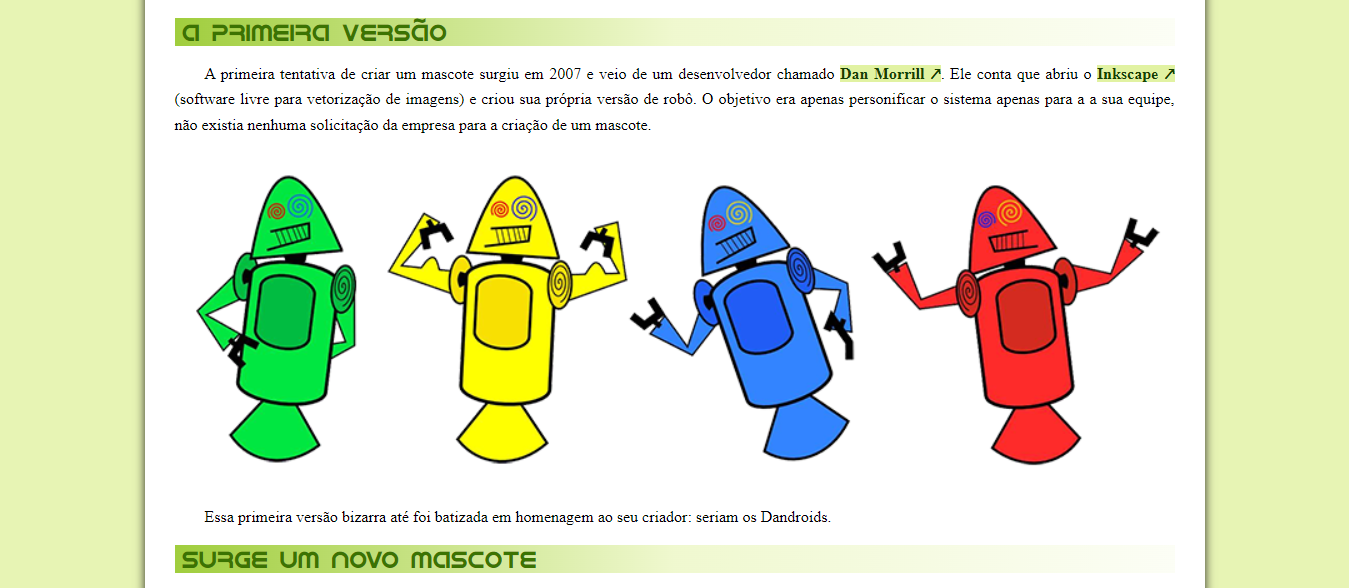 A PRIMEIRA VERSÃO
A primeira tentativa de criar um mascote surgiu em 2007 e veio de um desenvolvedor chamado Dan Morrill ↗. Ele conta que abriu o Inkscape ↗
(software livre para vetorização de imagens) e criou sua própria versão de robô. O objetivo era apenas personificar o sistema apenas para a a sua equipe,
não existia nenhuma solicitação da empresa para a criação de um mascote.
Essa primeira versão bizarra até foi batizada em homenagem ao seu criador: seriam os Dandroids.
SURGE UM NOVO MASCOTE